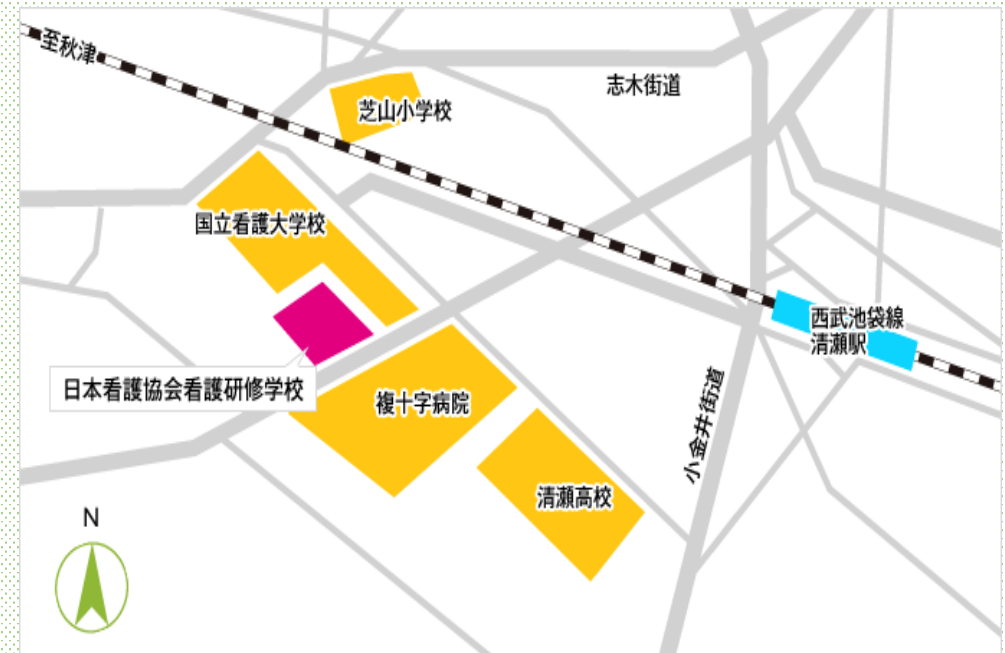 至秋津
志木街道
芝山小学校
国立看護大学校
西武池袋線
清瀬駅
日本看護協会看護研修学校
複十字病院
小金井街道
清瀬高校
N